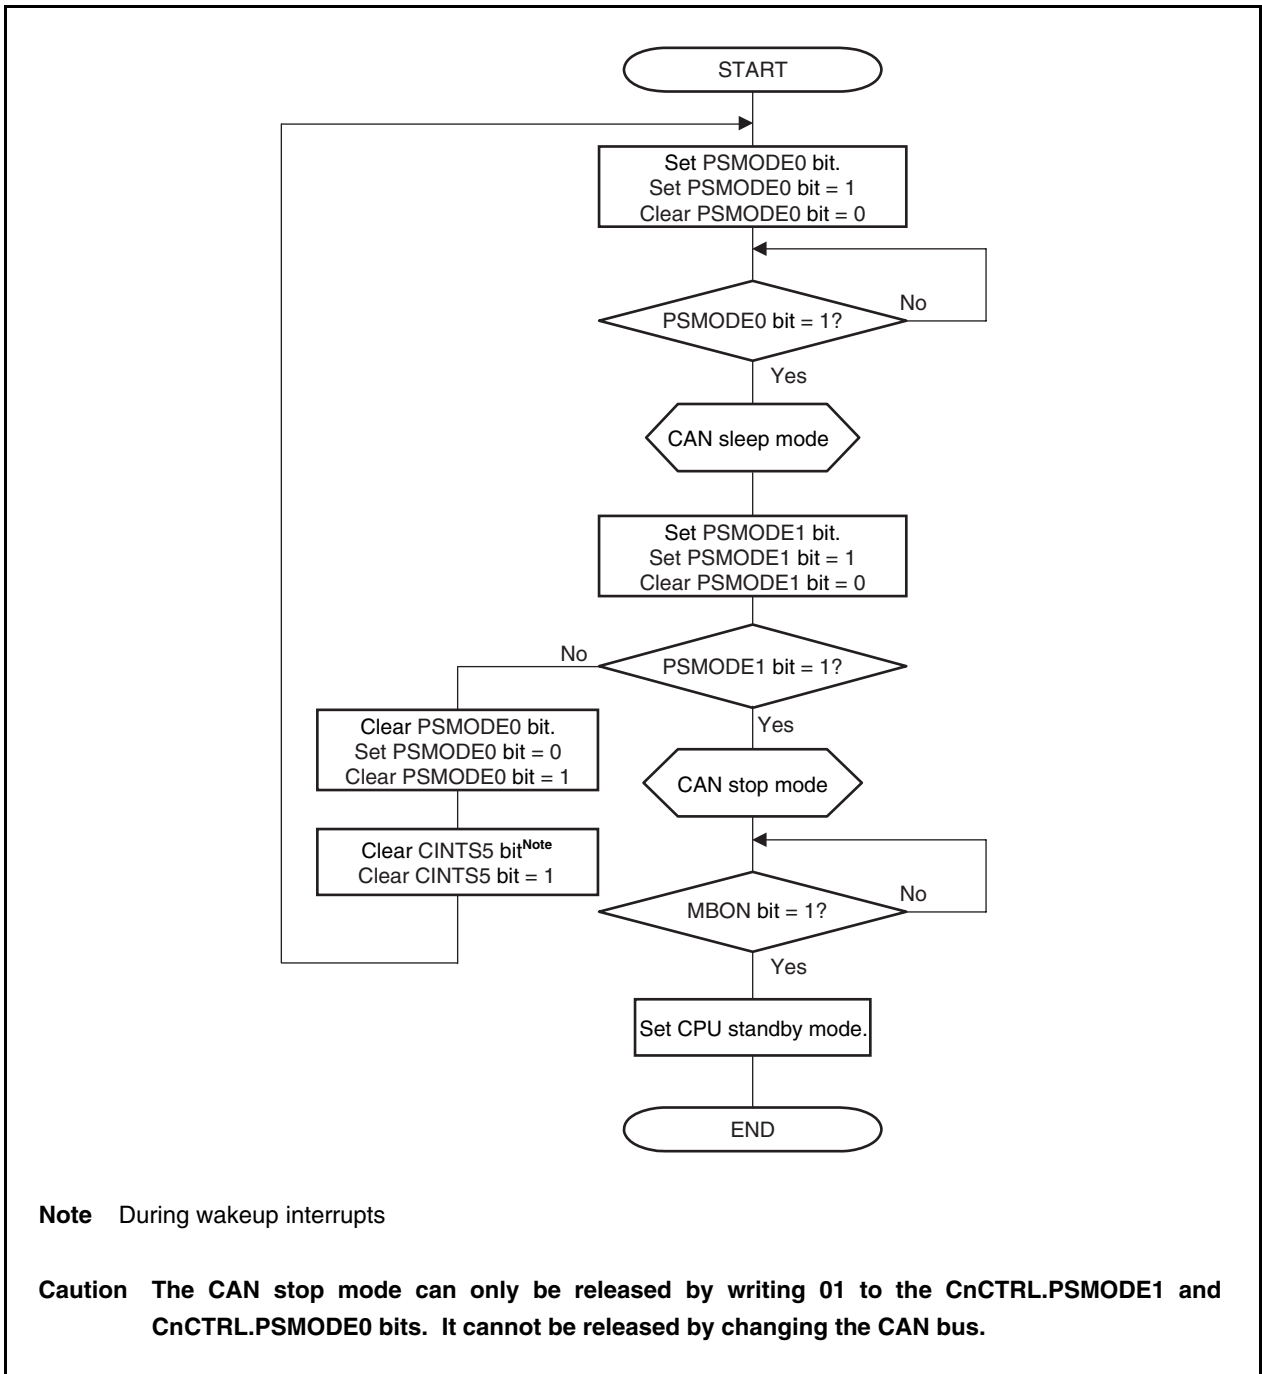 START
Set PSMODE0 bit.
Set PSMODE0 bit = 1
Clear PSMODE0 bit = 0
No
PSMODE0 bit = 1?
Yes
CAN sleep mode
Set PSMODE1 bit.
Set PSMODE1 bit = 1
Clear PSMODE1 bit = 0
No
PSMODE1 bit = 1?
Yes
Clear PSMODE0 bit.
Set PSMODE0 bit = 0
Clear PSMODE0 bit = 1
CAN stop mode
Clear CINTS5 bitNote
Clear CINTS5 bit = 1
No
MBON bit = 1?
Yes
Set CPU standby mode.
END
Note During wakeup interrupts
Caution The CAN stop mode can only be released by writing 01 to the CnCTRL.PSMODE1 and
CnCTRL.PSMODE0 bits. It cannot be released by changing the CAN bus.